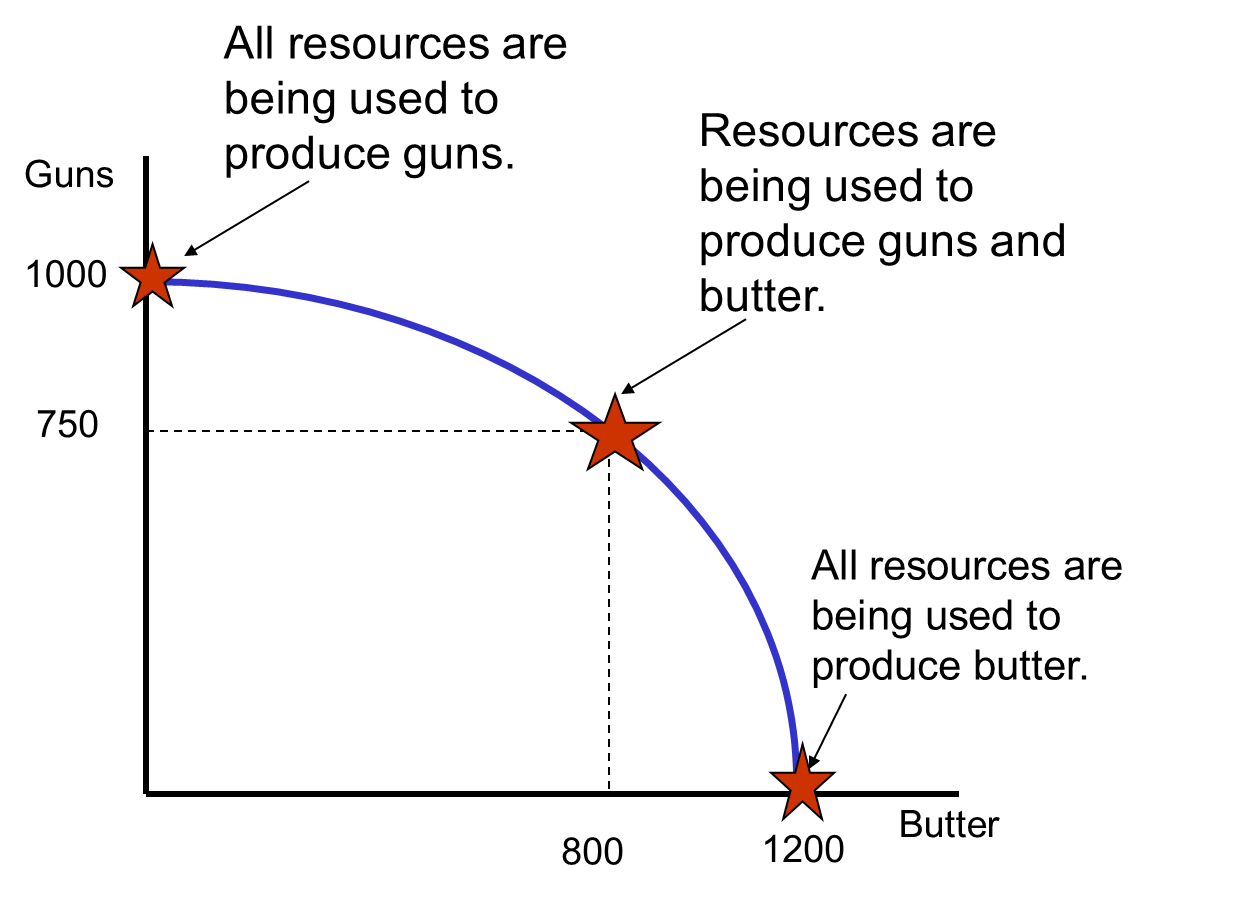 All resources are
being used to
produce guns.
Resources are
being used to
produce guns and
butter.
Guns
1000
750
All resources are
being used to
produce butter.
Butter
800
1200